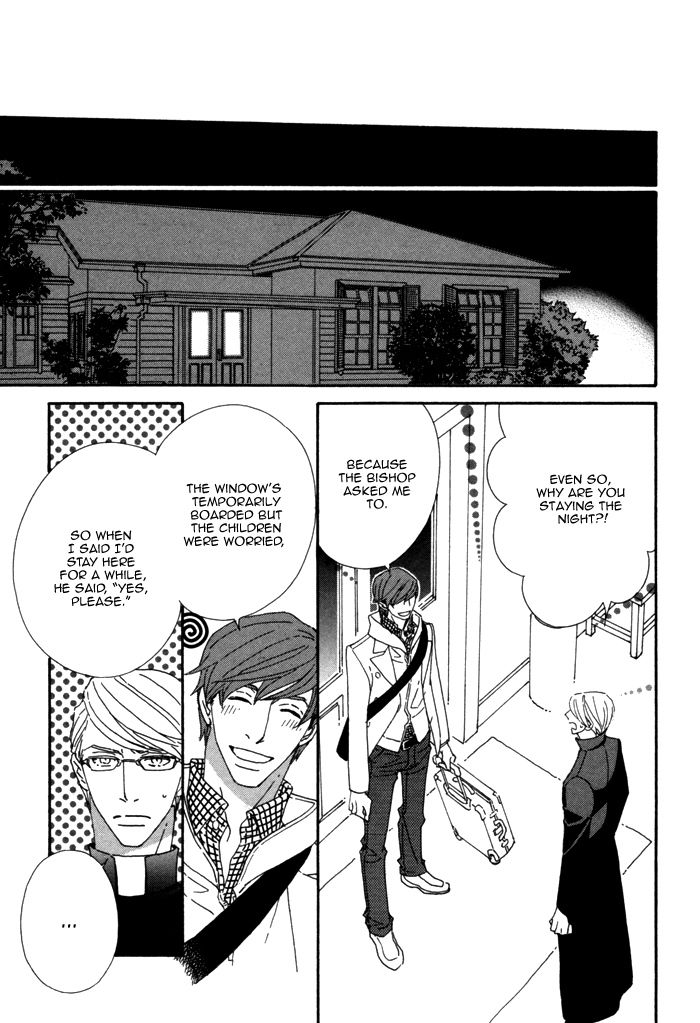 EVEN SO,
WHY ARE YOU
STAYING THE
NIGHT?!
BECAUSE
THE BISHOP
ASKED ME
TO.
THE WINDOW'S
TEMPORARILY
BOARDED BUT
THE CHILDREN
WERE WORRIED,
SO WHEN
I SAID I'D
STAY HERE
FOR A WHILE,
HE SAID, "YES,
PLEASE."
...